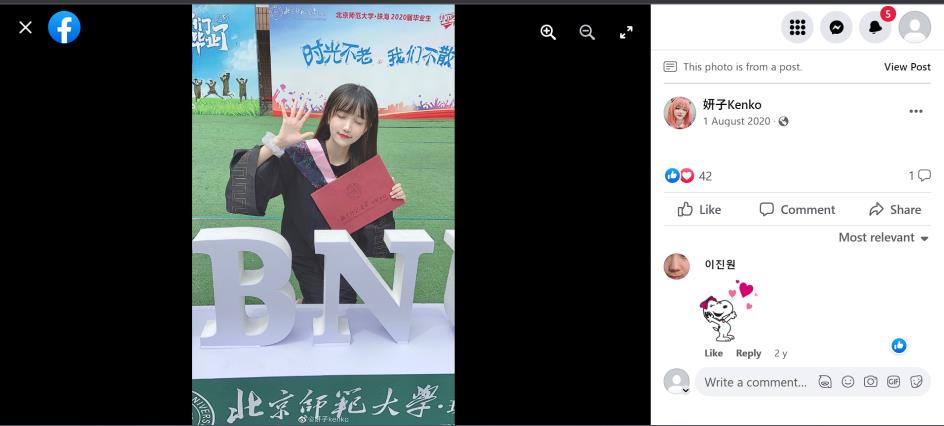 北京师范大学·珠海 2020届毕业生
时光不老 我们不散
BN
北京師範大學
@妍子kenko
5
This photo is from a post.
View Post
妍子Kenko
1 August 2020
42
1
Like
Comment
Share
Most relevant
이진원
Like
Reply
2 y
Write a comment...
GIF